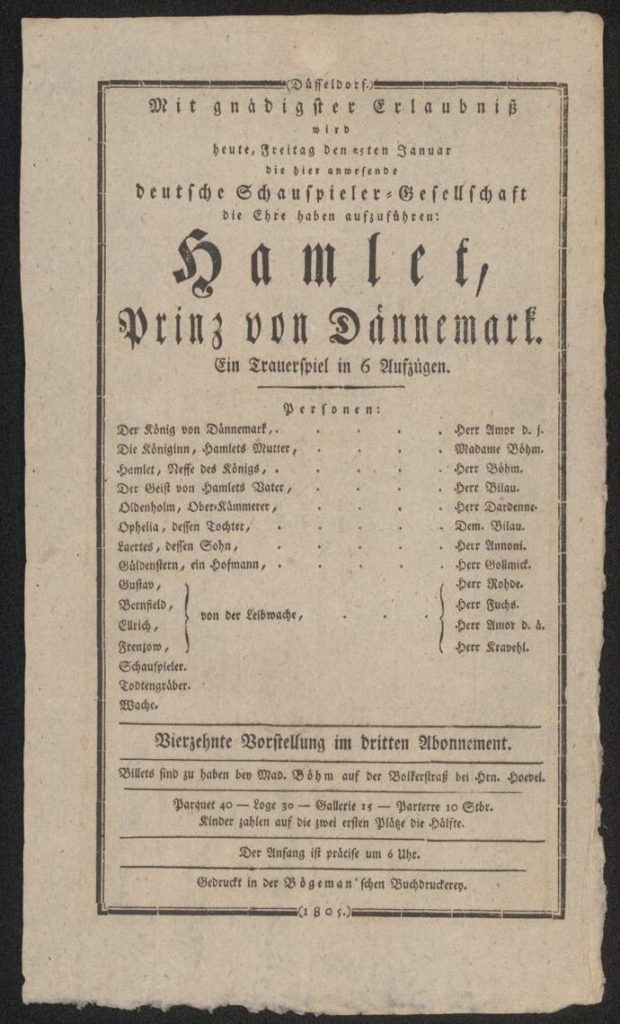 (Düsseldorf.)
Mit gnädigster Erlaubniß
wird
heute, Freitag den 25ten Januar
die hier anwesende
deutsche Schauspieler-Gesellschaft
die Ehre haben aufzuführen:
Hamlet,
Prinz von Dännemark.
Ein Trauerspiel in 6 Aufzügen.
Personen:
Der König von Dännemark, . . . . . Herr Amor d. j.
Die Königinn, Hamlets Mutter, . . . . Madame Böhm.
Hamlet, Neffe des Königs, . . . . . Herr Böhm.
Der Geist von Hamlets Vater, . . . . Herr Bilau.
Oldenholm, Ober-Kämmerer, . . . . Herr Dardenne.
Ophelia, dessen Tochter, . . . . . Dem. Bilau.
Laertes, dessen Sohn, . . . . . Herr Annoni.
Güldenstern, ein Hofmann, . . . . . Herr Gollmick.
Gustav, Herr Rohde.
Bernfield, von der Leibwache, . . . Herr Fuchs.
Ellrich, Herr Amor d. ä.
Frenzow, Herr Kravehl.
Schauspieler.
Todtengräber.
Wache.
Vierzehnte Vorstellung im dritten Abonnement.
Billets sind zu haben bey Mad. Böhm auf der Bolkerstraß bei Hrn. Hoevel.
Parquet 40 — Loge 30 — Gallerie 15 — Parterre 10 Stbr.
Kinder zahlen auf die zwei ersten Plätze die Hälfte.
Der Anfang ist präcise um 6 Uhr.
Gedruckt in der Bögeman'schen Buchdruckerey.
(1805.)